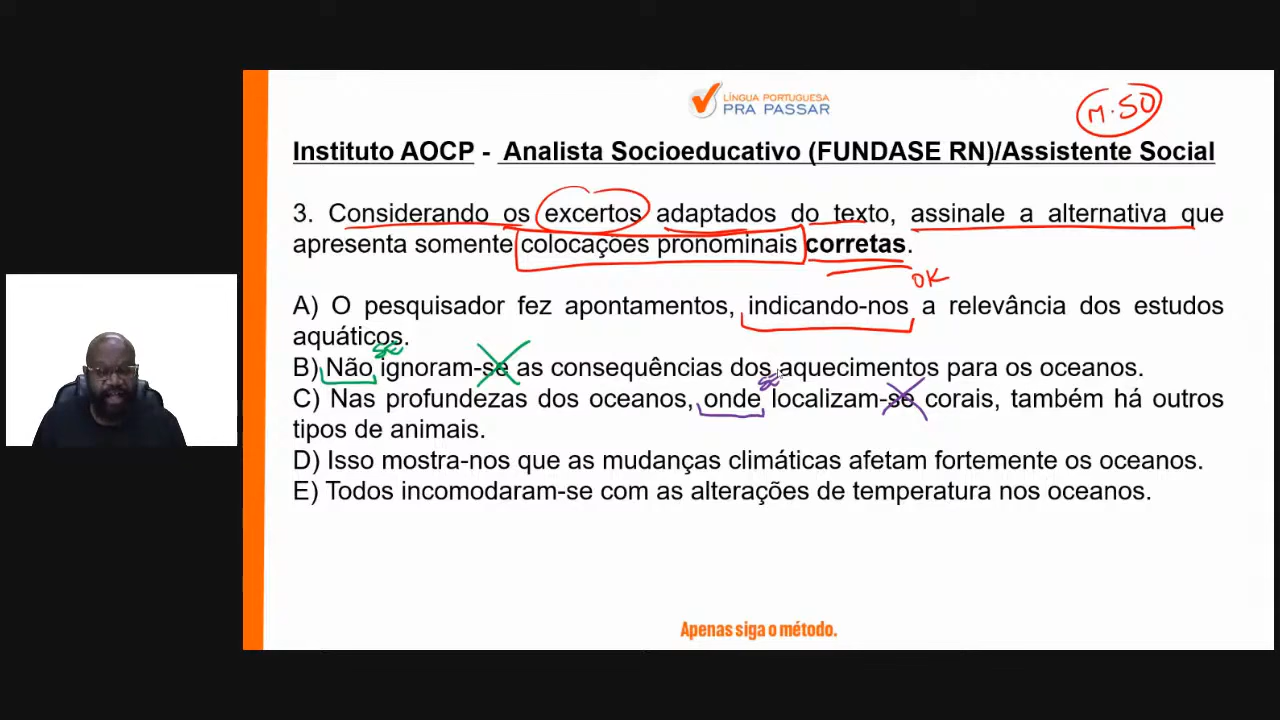 LÍNGUA PORTUGUESA
PRA PASSAR
M.50
Instituto AOCP - Analista Socioeducativo (FUNDASE RN)/Assistente Social
3. Considerando os excertos adaptados do texto, assinale a alternativa que
apresenta somente colocações pronominais corretas.
OK
A) O pesquisador fez apontamentos, indicando-nos a relevância dos estudos
aquáticos.
se
B) Não ignoram-se as consequências dos aquecimentos para os oceanos.
se
C) Nas profundezas dos oceanos, onde localizam-se corais, também há outros
tipos de animais.
D) Isso mostra-nos que as mudanças climáticas afetam fortemente os oceanos.
E) Todos incomodaram-se com as alterações de temperatura nos oceanos.
Apenas siga o método.